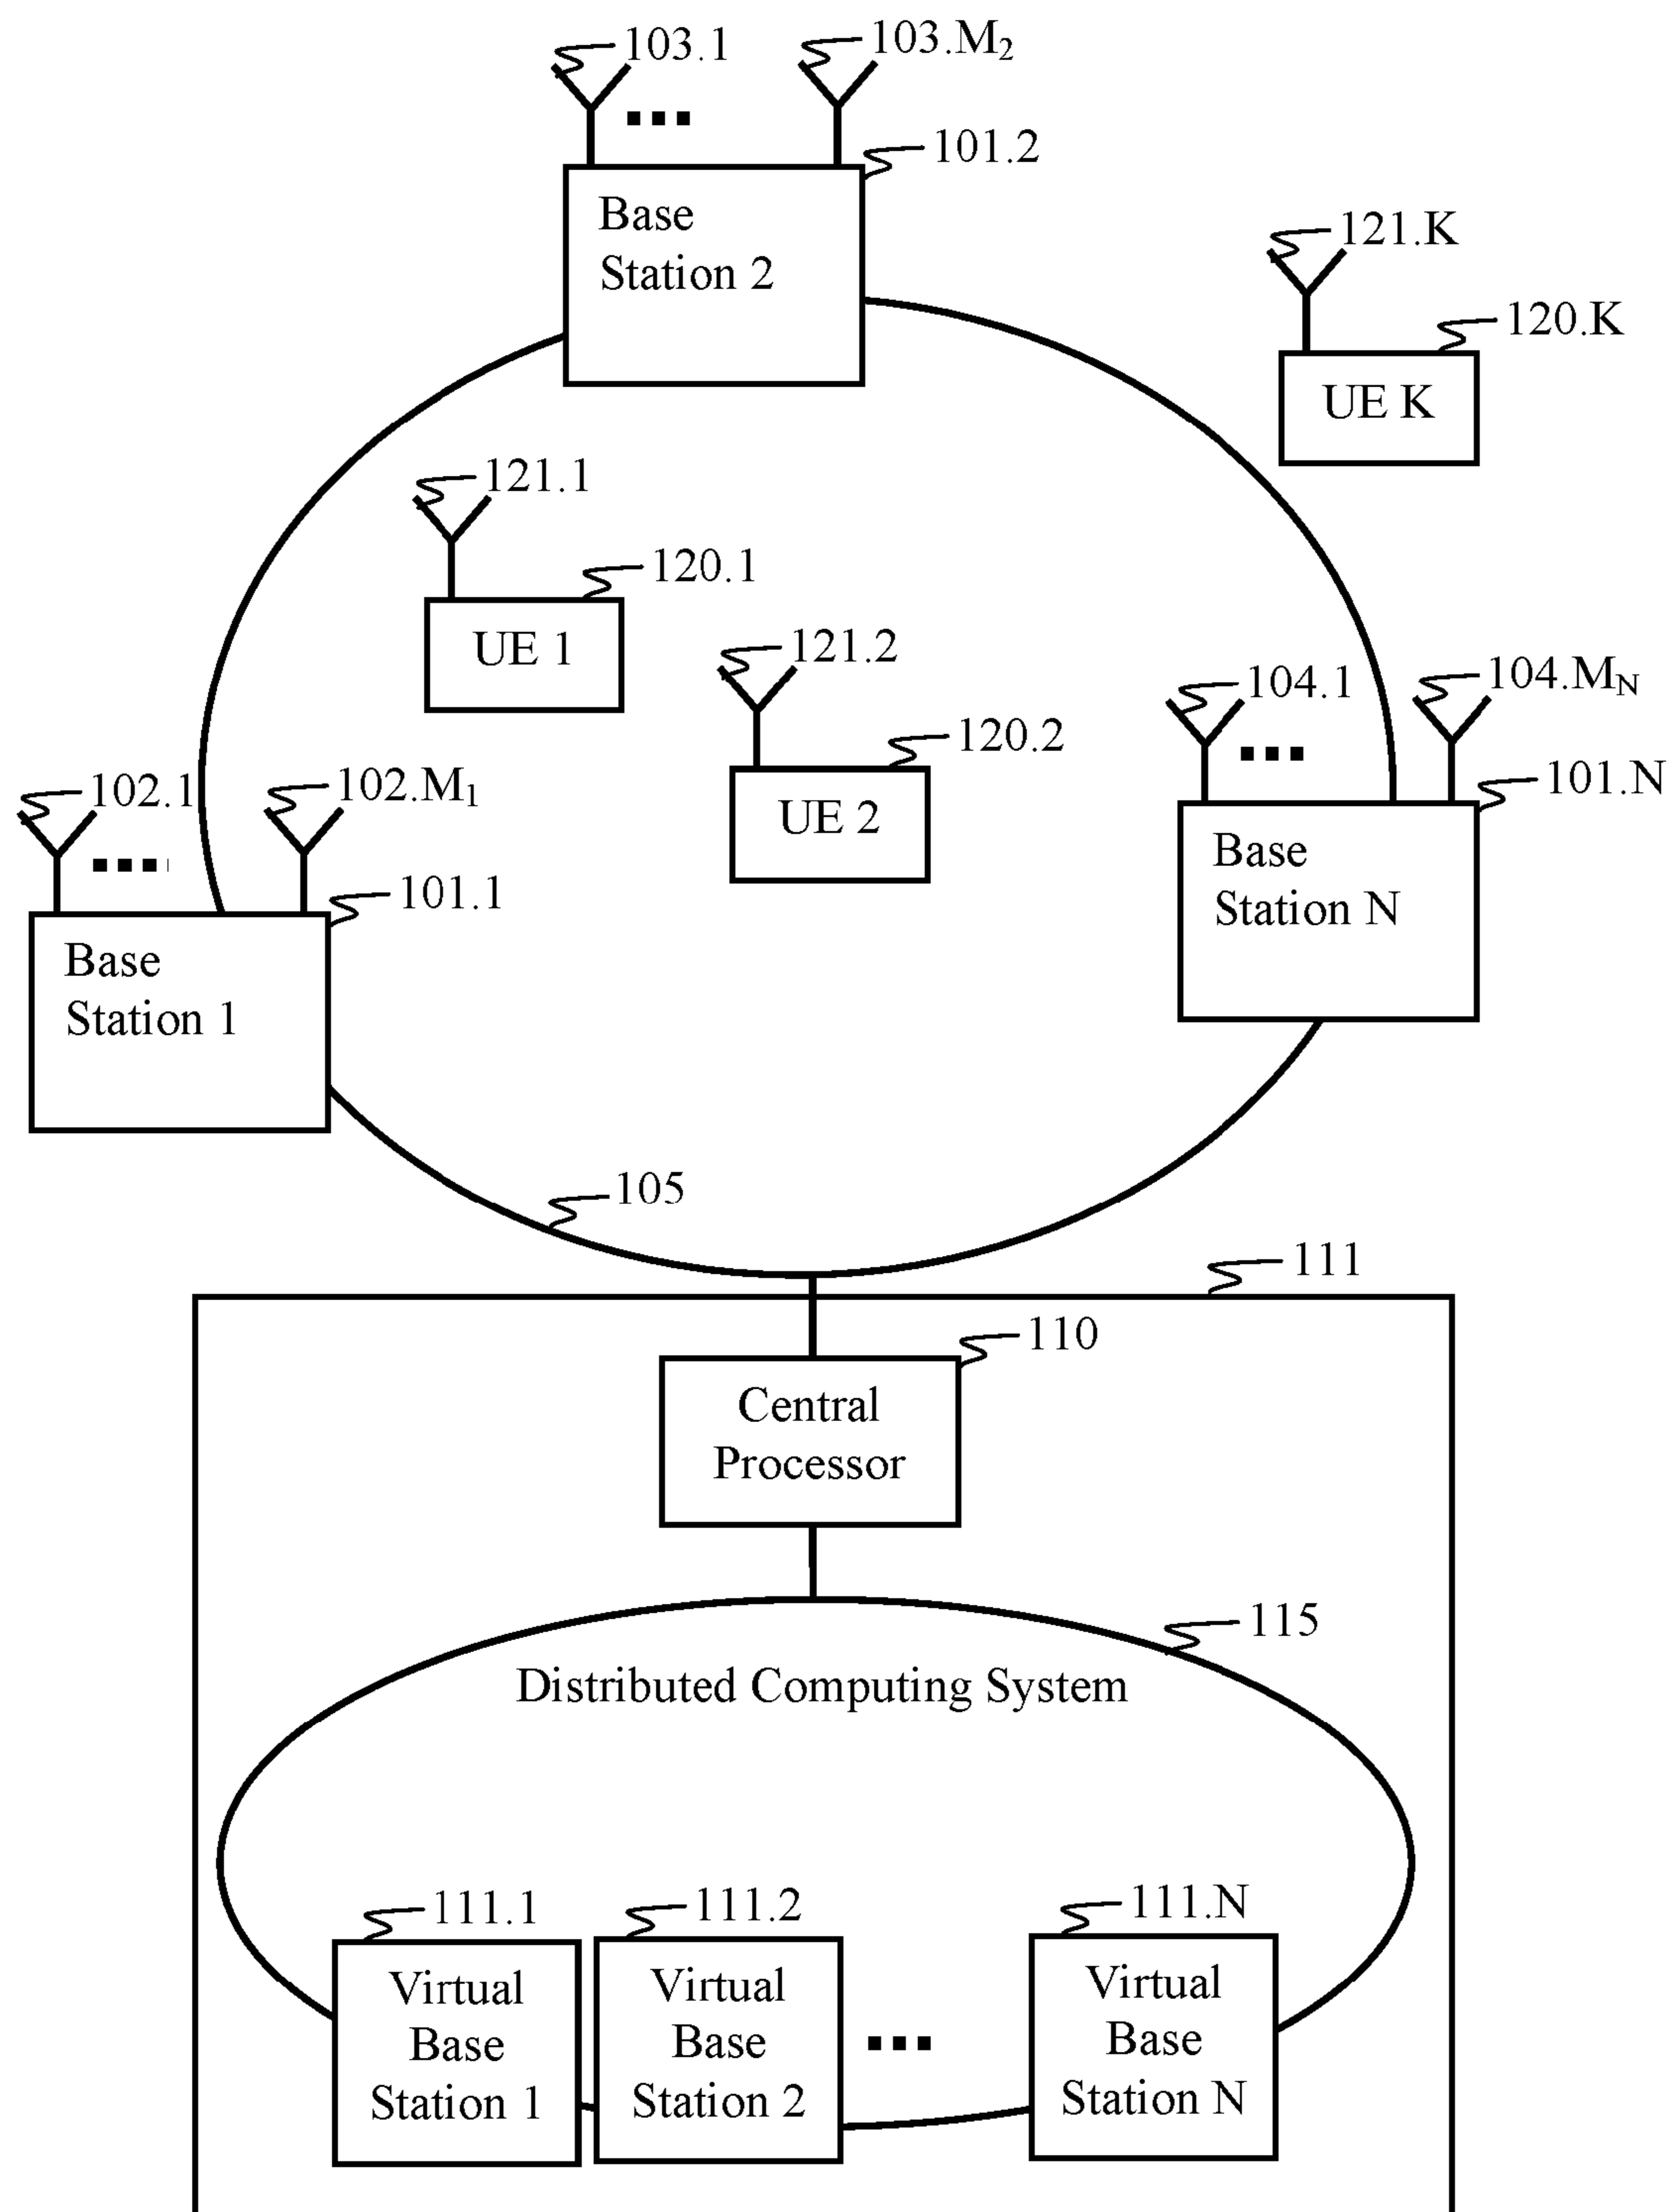 103.1
103.M2
101.2
Base
Station 2
121.K
120.K
UE K
121.1
120.1
UE 1
121.2
120.2
UE 2
104.1
104.MN
101.N
Base
Station N
102.1
102.M1
101.1
Base
Station 1
105
111
110
Central
Processor
115
Distributed Computing System
111.1
Virtual
Base
Station 1
111.2
Virtual
Base
Station 2
111.N
Virtual
Base
Station N